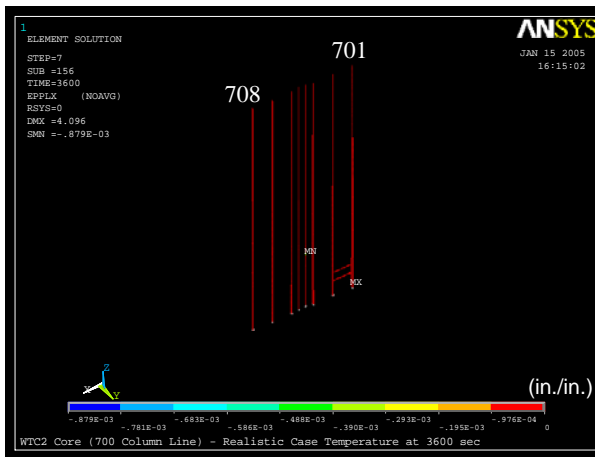 1
ANSYS
ELEMENT SOLUTION
JAN 15 2005
16:15:02
STEP=7
SUB =156
TIME=3600
EPPLX (NOAVG)
RSYS=0
DMX =4.096
SMN =-.879E-03
701
708
MN
MX
Z
X
Y
(in./in.)
-.879E-03 -.683E-03 -.488E-03 -.293E-03 -.976E-04
-.781E-03 -.586E-03 -.390E-03 -.195E-03 0
WTC2 Core (700 Column Line) - Realistic Case Temperature at 3600 sec